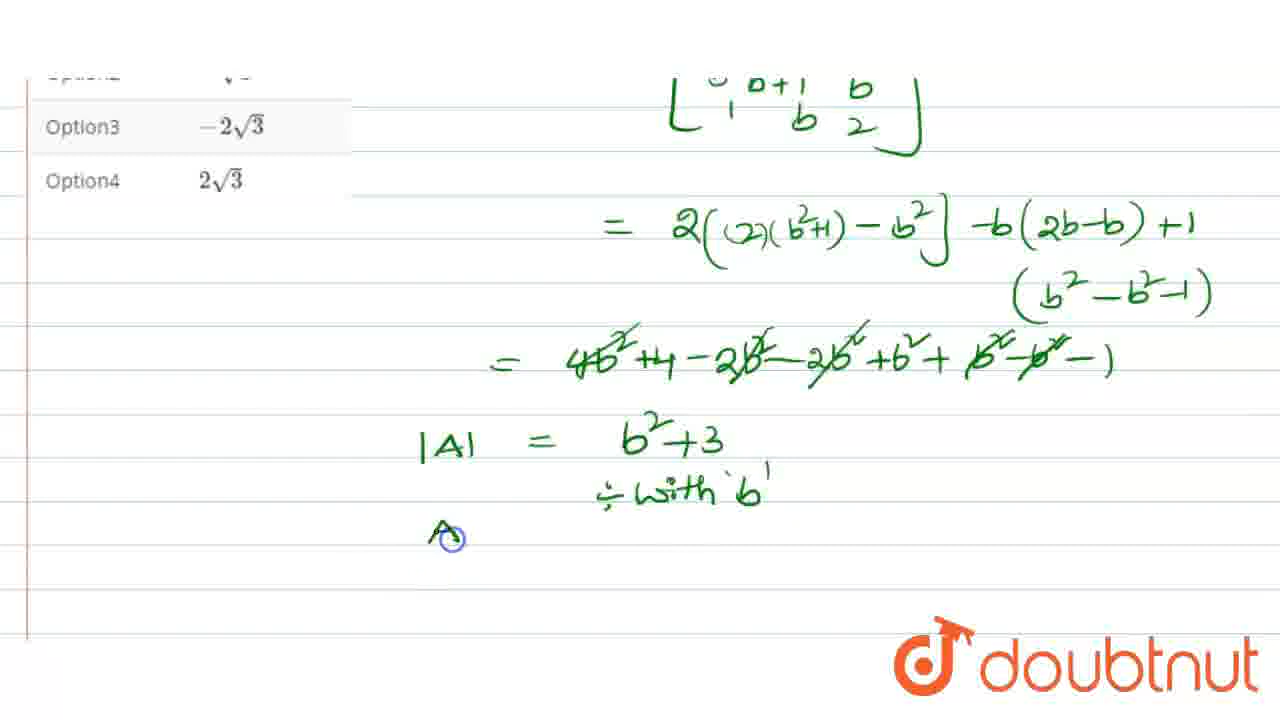 Option3 -2√3
Option4 2√3
b+1 b
1 b 2
= 2[(2)(b²+1) - b²] - b(2b-b) + 1
(b² - b² - 1)
= 4b² + 4 - 2b² - 2b² + b² + b² - b² - 1
|A| = b² + 3
÷ with 'b'
A
doubtnut